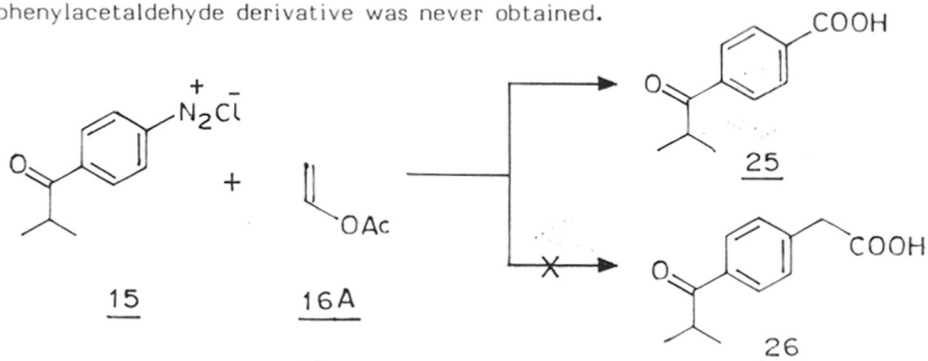 phenylacetaldehyde derivative was never obtained.
COOH
O
25
+
N2Cl̄
O
+
OAc
15
16A
COOH
O
26